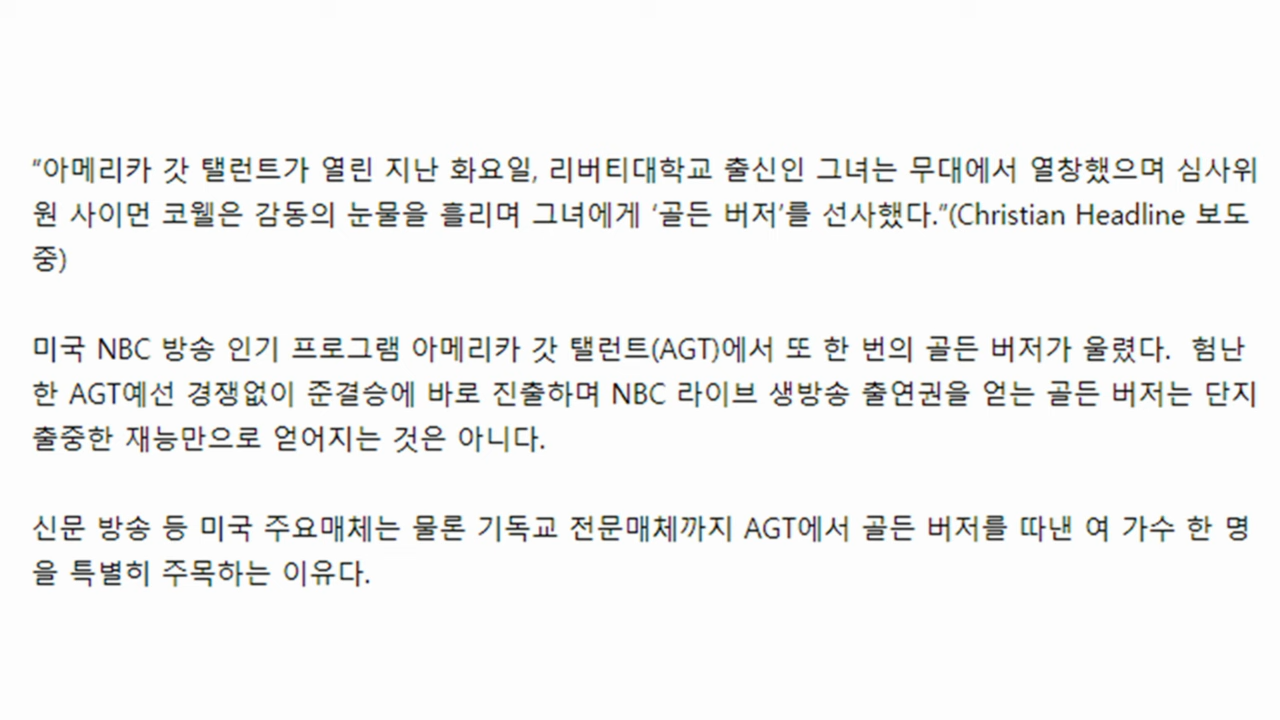 “아메리카 갓 탤런트가 열린 지난 화요일, 리버티대학교 출신인 그녀는 무대에서 열창했으며 심사위
원 사이먼 코웰은 감동의 눈물을 흘리며 그녀에게 ‘골든 버저’를 선사했다.”(Christian Headline 보도
중)
미국 NBC 방송 인기 프로그램 아메리카 갓 탤런트(AGT)에서 또 한 번의 골든 버저가 울렸다. 험난
한 AGT예선 경쟁없이 준결승에 바로 진출하며 NBC 라이브 생방송 출연권을 얻는 골든 버저는 단지
출중한 재능만으로 얻어지는 것은 아니다.
신문 방송 등 미국 주요매체는 물론 기독교 전문매체까지 AGT에서 골든 버저를 따낸 여 가수 한 명
을 특별히 주목하는 이유다.